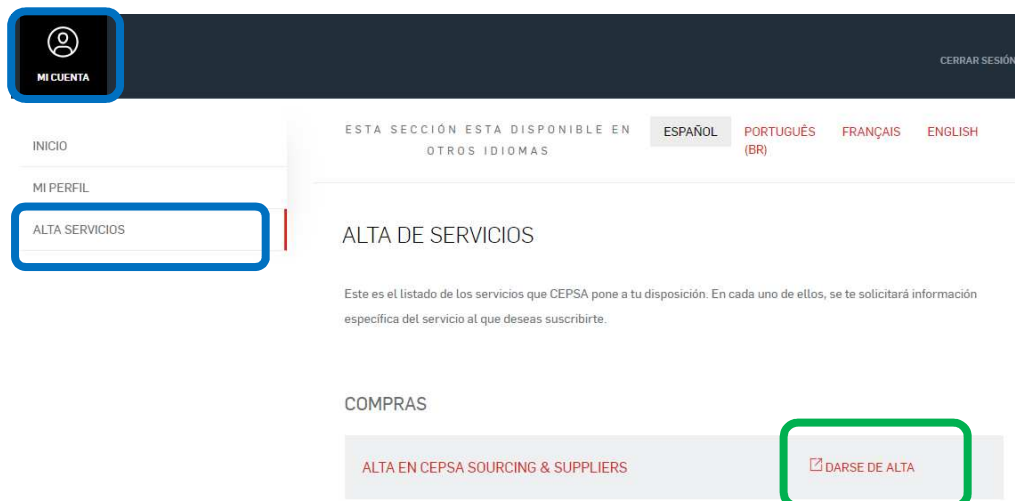 MI CUENTA
CERRAR SESIÓN
INICIO
MI PERFIL
ALTA SERVICIOS
ESTA SECCIÓN ESTA DISPONIBLE EN
OTROS IDIOMAS
ESPAÑOL
PORTUGUÊS
(BR)
FRANÇAIS
ENGLISH
ALTA DE SERVICIOS
Este es el listado de los servicios que CEPSA pone a tu disposición. En cada uno de ellos, se te solicitará información
específica del servicio al que deseas suscribirte.
COMPRAS
ALTA EN CEPSA SOURCING & SUPPLIERS
DARSE DE ALTA